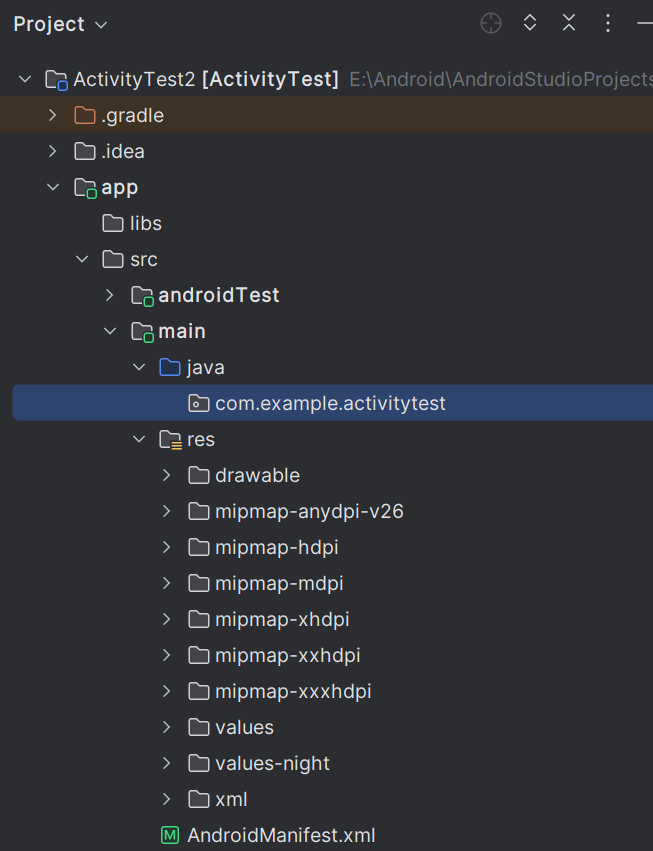 Project
ActivityTest2 [ActivityTest] E:\Android\AndroidStudioProjects
.gradle
.idea
app
libs
src
androidTest
main
java
com.example.activitytest
res
drawable
mipmap-anydpi-v26
mipmap-hdpi
mipmap-mdpi
mipmap-xhdpi
mipmap-xxhdpi
mipmap-xxxhdpi
values
values-night
xml
M AndroidManifest.xml